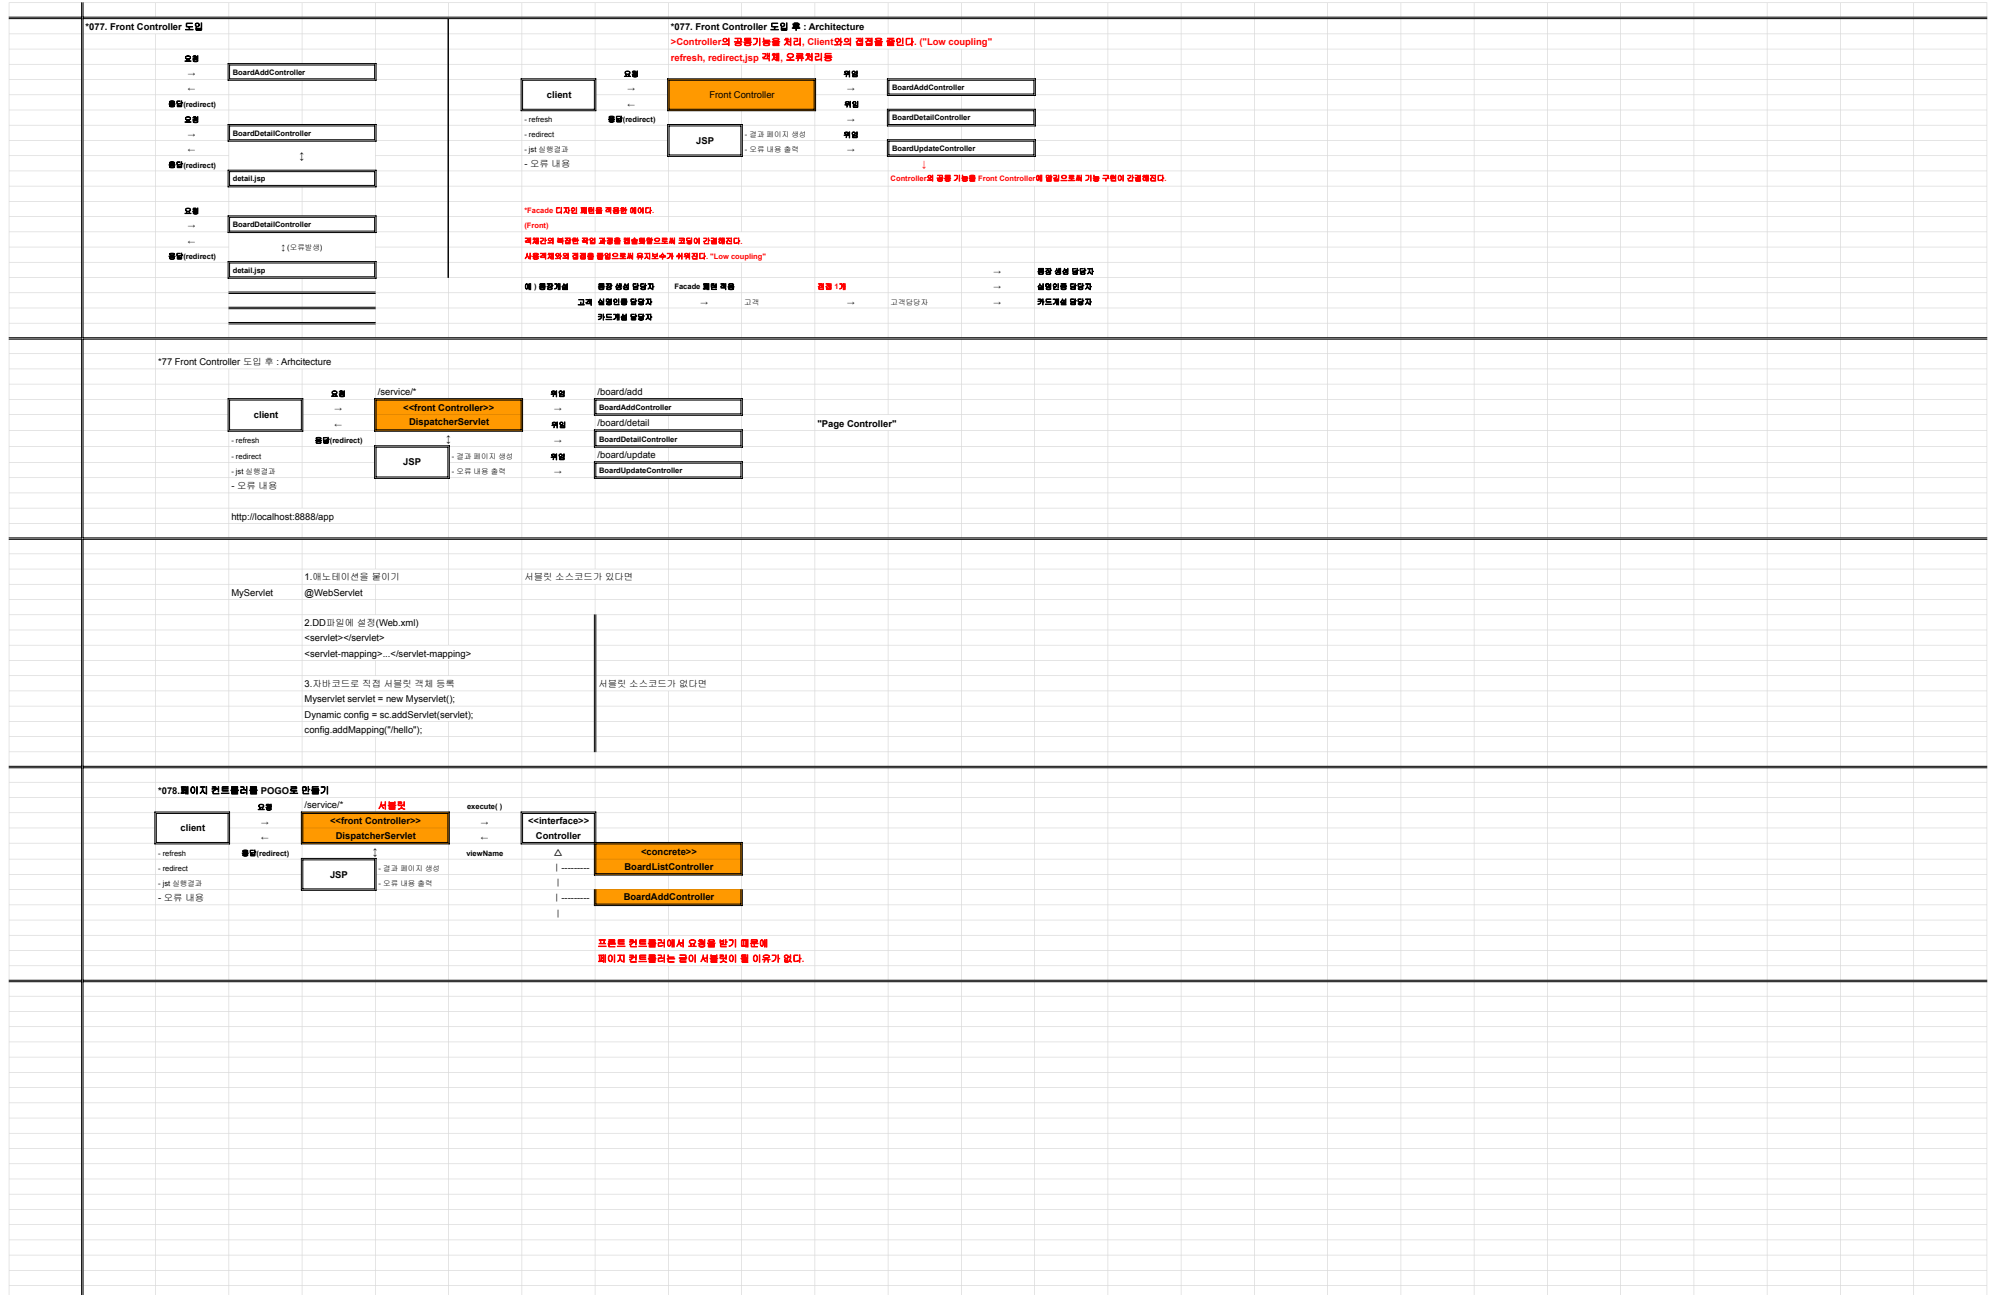 *077. Front Controller 도입
요청
→
BoardAddController
←
응답(redirect)
요청
→
BoardDetailController
←
↕
응답(redirect)
detail.jsp
요청
→
BoardDetailController
←
↕(오류발생)
응답(redirect)
detail.jsp
*077. Front Controller 도입 후 : Architecture
>Controller의 공통기능을 처리, Client와의 접점을 줄인다. ("Low coupling"
refresh, redirect,jsp 객체, 오류처리등
요청 위임
client → Front Controller → BoardAddController
← 위임
- refresh 응답(redirect) → BoardDetailController
- redirect JSP - 결과 페이지 생성 위임
- jst 실행결과 - 오류 내용 출력 → BoardUpdateController
- 오류 내용 ↓
Controller의 공통 기능을 Front Controller에 맡김으로써 기능 구현이 간결해진다.
*Facade 디자인 패턴을 적용한 예이다.
(Front)
객체간의 복잡한 작업 과정을 캡슐화함으로써 코딩이 간결해진다.
사용객체와의 접점을 줄임으로써 유지보수가 쉬워진다. "Low coupling"
→ 통장 생성 담당자
예 ) 통장개설 통장 생성 담당자 Facade 패턴 적용 접점 1개 → 실명인증 담당자
고객 실명인증 담당자 → 고객 → 고객담당자 → 카드개설 담당자
카드개설 담당자
*77 Front Controller 도입 후 : Arhcitecture
요청 /service/* 위임 /board/add
client → <<front Controller>> → BoardAddController
← DispatcherServlet 위임 /board/detail "Page Controller"
- refresh 응답(redirect) ↕ → BoardDetailController
- redirect JSP - 결과 페이지 생성 위임 /board/update
- jst 실행결과 - 오류 내용 출력 → BoardUpdateController
- 오류 내용
http://localhost:8888/app
1.애노테이션을 붙이기 서블릿 소스코드가 있다면
MyServlet @WebServlet
2.DD파일에 설정(Web.xml)
<servlet></servlet>
<servlet-mapping>...</servlet-mapping>
3.자바코드로 직접 서블릿 객체 등록 서블릿 소스코드가 없다면
Myservlet servlet = new Myservlet();
Dynamic config = sc.addServlet(servlet);
config.addMapping("/hello");
*078.페이지 컨트롤러를 POGO로 만들기
요청 /service/* 서블릿 execute( )
client → <<front Controller>> → <<interface>>
← DispatcherServlet ← Controller
- refresh 응답(redirect) ↕ viewName △ <concrete>>
- redirect JSP - 결과 페이지 생성 | --------- BoardListController
- jst 실행결과 - 오류 내용 출력 |
- 오류 내용 | --------- BoardAddController
|
프론트 컨트롤러에서 요청을 받기 때문에
페이지 컨트롤러는 굳이 서블릿이 될 이유가 없다.